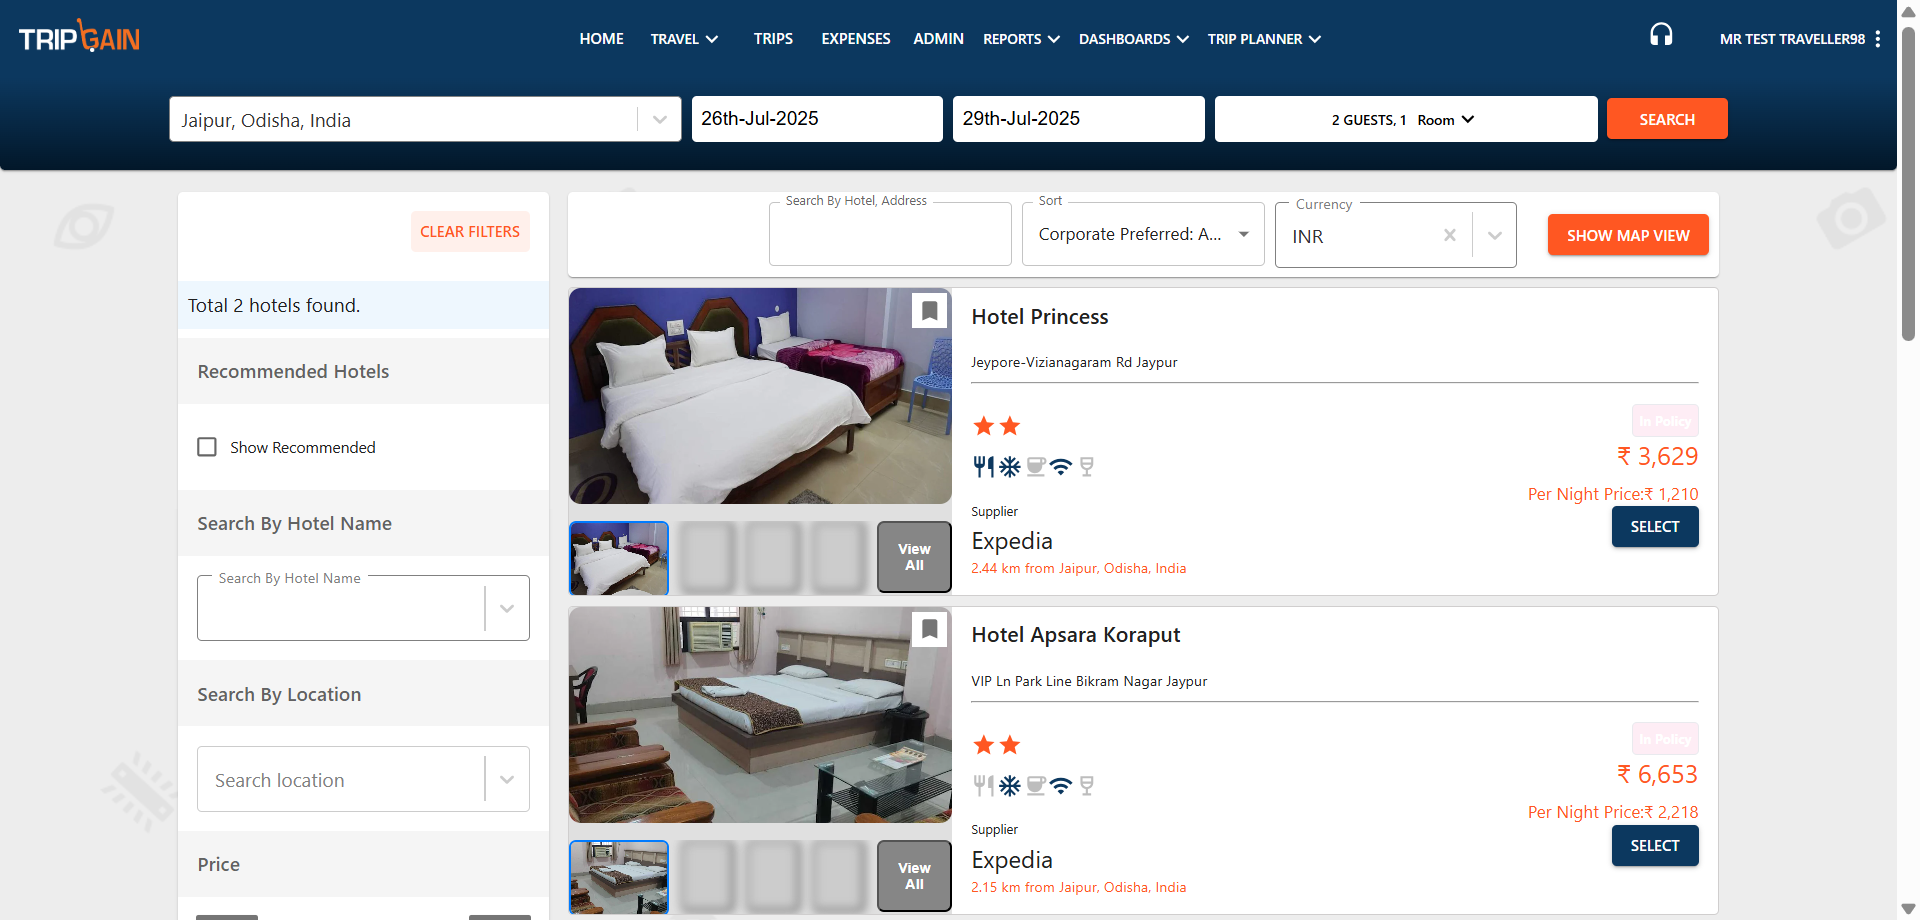 TRIPGAIN
HOME TRAVEL TRIPS EXPENSES ADMIN REPORTS DASHBOARDS TRIP PLANNER
MR TEST TRAVELLER98
Jaipur, Odisha, India
26th-Jul-2025
29th-Jul-2025
2 GUESTS, 1 Room
SEARCH
CLEAR FILTERS
Total 2 hotels found.
Recommended Hotels
Show Recommended
Search By Hotel Name
Search By Hotel Name
Search By Location
Search location
Price
Search By Hotel, Address
Sort
Corporate Preferred: A...
Currency
INR
SHOW MAP VIEW
Hotel Princess
Jeypore-Vizianagaram Rd Jaypur
In Policy
₹ 3,629
Per Night Price:₹ 1,210
SELECT
Supplier
Expedia
2.44 km from Jaipur, Odisha, India
View
All
Hotel Apsara Koraput
VIP Ln Park Line Bikram Nagar Jaypur
In Policy
₹ 6,653
Per Night Price:₹ 2,218
SELECT
Supplier
Expedia
2.15 km from Jaipur, Odisha, India
View
All